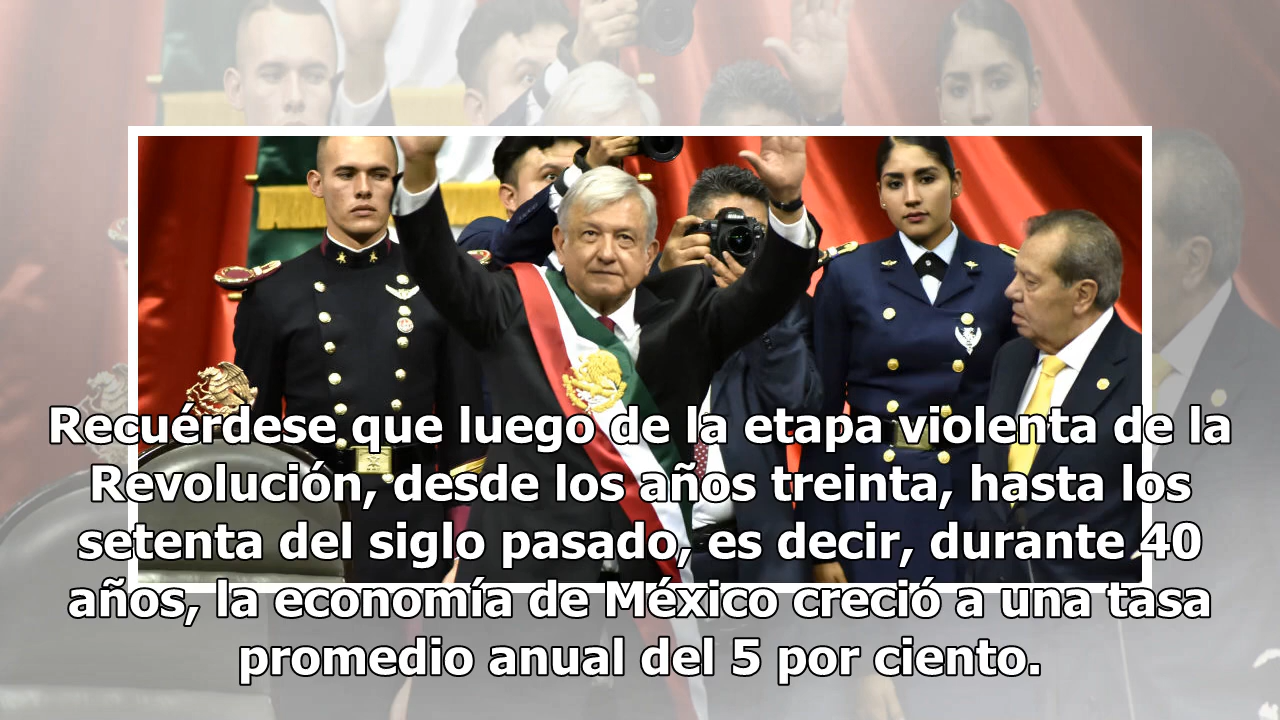 Recuérdese que luego de la etapa violenta de la
Revolución, desde los años treinta, hasta los
setenta del siglo pasado, es decir, durante 40
años, la economía de México creció a una tasa
promedio anual del 5 por ciento.